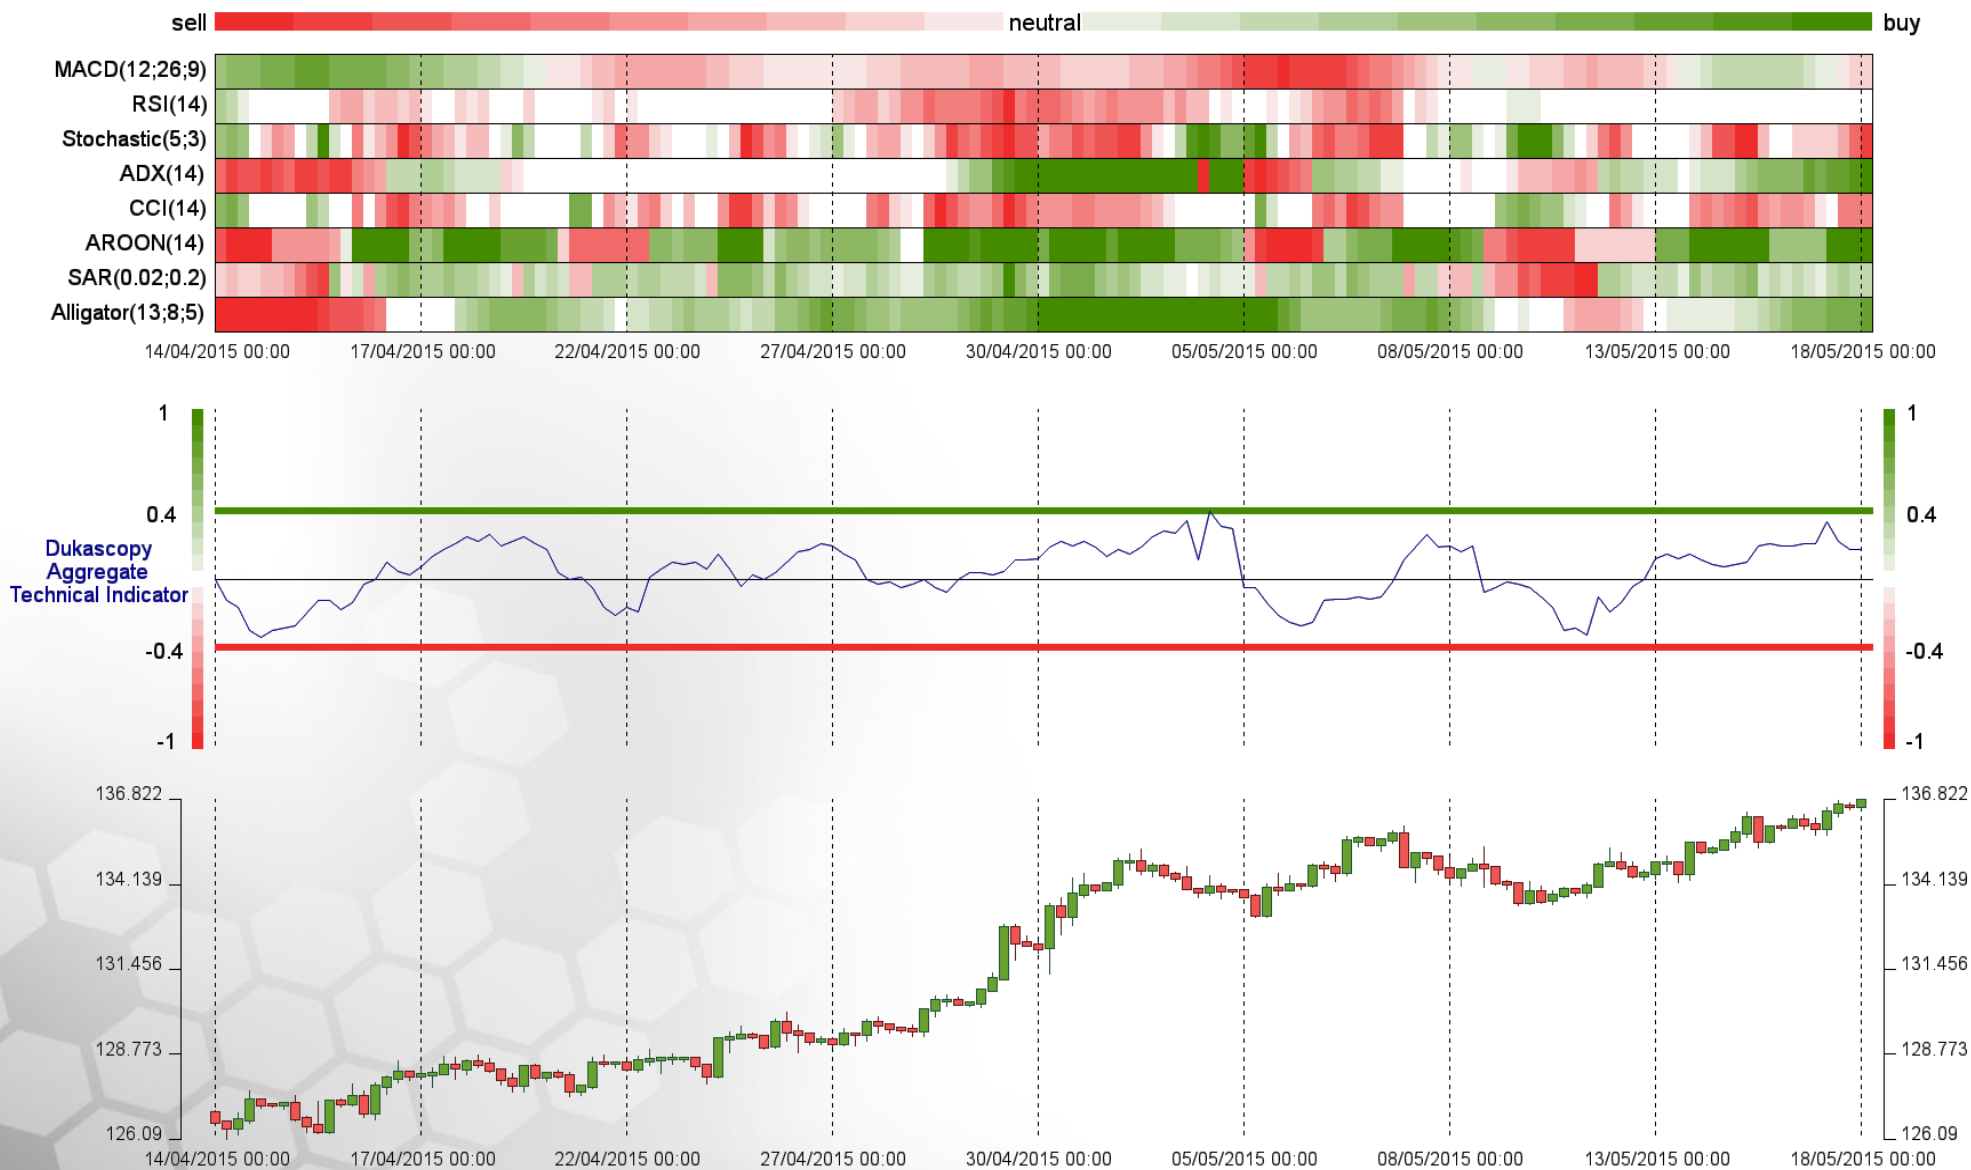 sell neutral buy
MACD(12;26;9)
RSI(14)
Stochastic(5;3)
ADX(14)
CCI(14)
AROON(14)
SAR(0.02;0.2)
Alligator(13;8;5)
14/04/2015 00:00 17/04/2015 00:00 22/04/2015 00:00 27/04/2015 00:00 30/04/2015 00:00 05/05/2015 00:00 08/05/2015 00:00 13/05/2015 00:00 18/05/2015 00:00
1 1
0.4 0.4
Dukascopy
Aggregate
Technical Indicator
-0.4 -0.4
-1 -1
136.822 136.822
134.139 134.139
131.456 131.456
128.773 128.773
126.09 126.09
14/04/2015 00:00 17/04/2015 00:00 22/04/2015 00:00 27/04/2015 00:00 30/04/2015 00:00 05/05/2015 00:00 08/05/2015 00:00 13/05/2015 00:00 18/05/2015 00:00